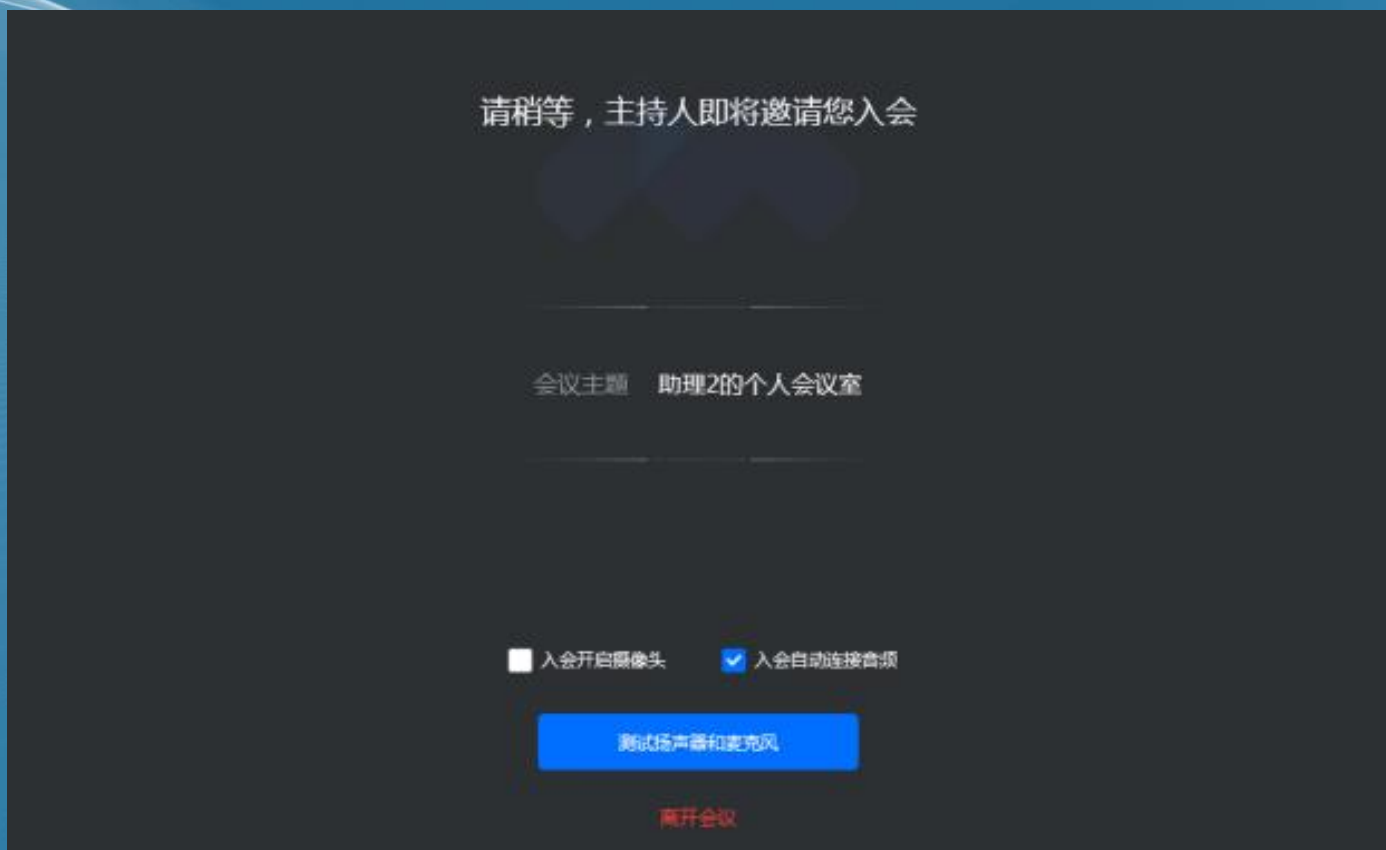 请稍等，主持人即将邀请您入会
会议主题 助理2的个人会议室
入会开启摄像头 入会自动连接音频
测试扬声器和麦克风
离开会议